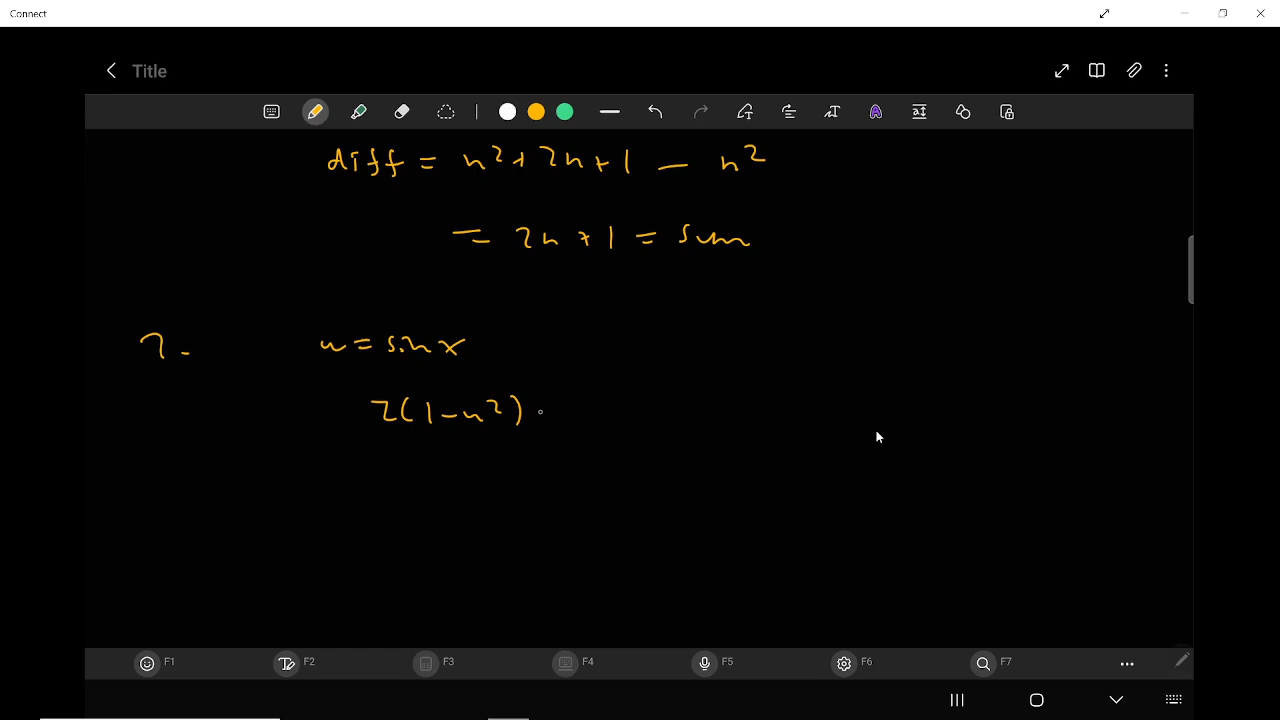 Connect
Title
diff = n²+2n+1 - n²
= 2n+1 = sum
2.
u = sin x
2(1-u²)
F1 F2 F3 F4 F5 F6 F7